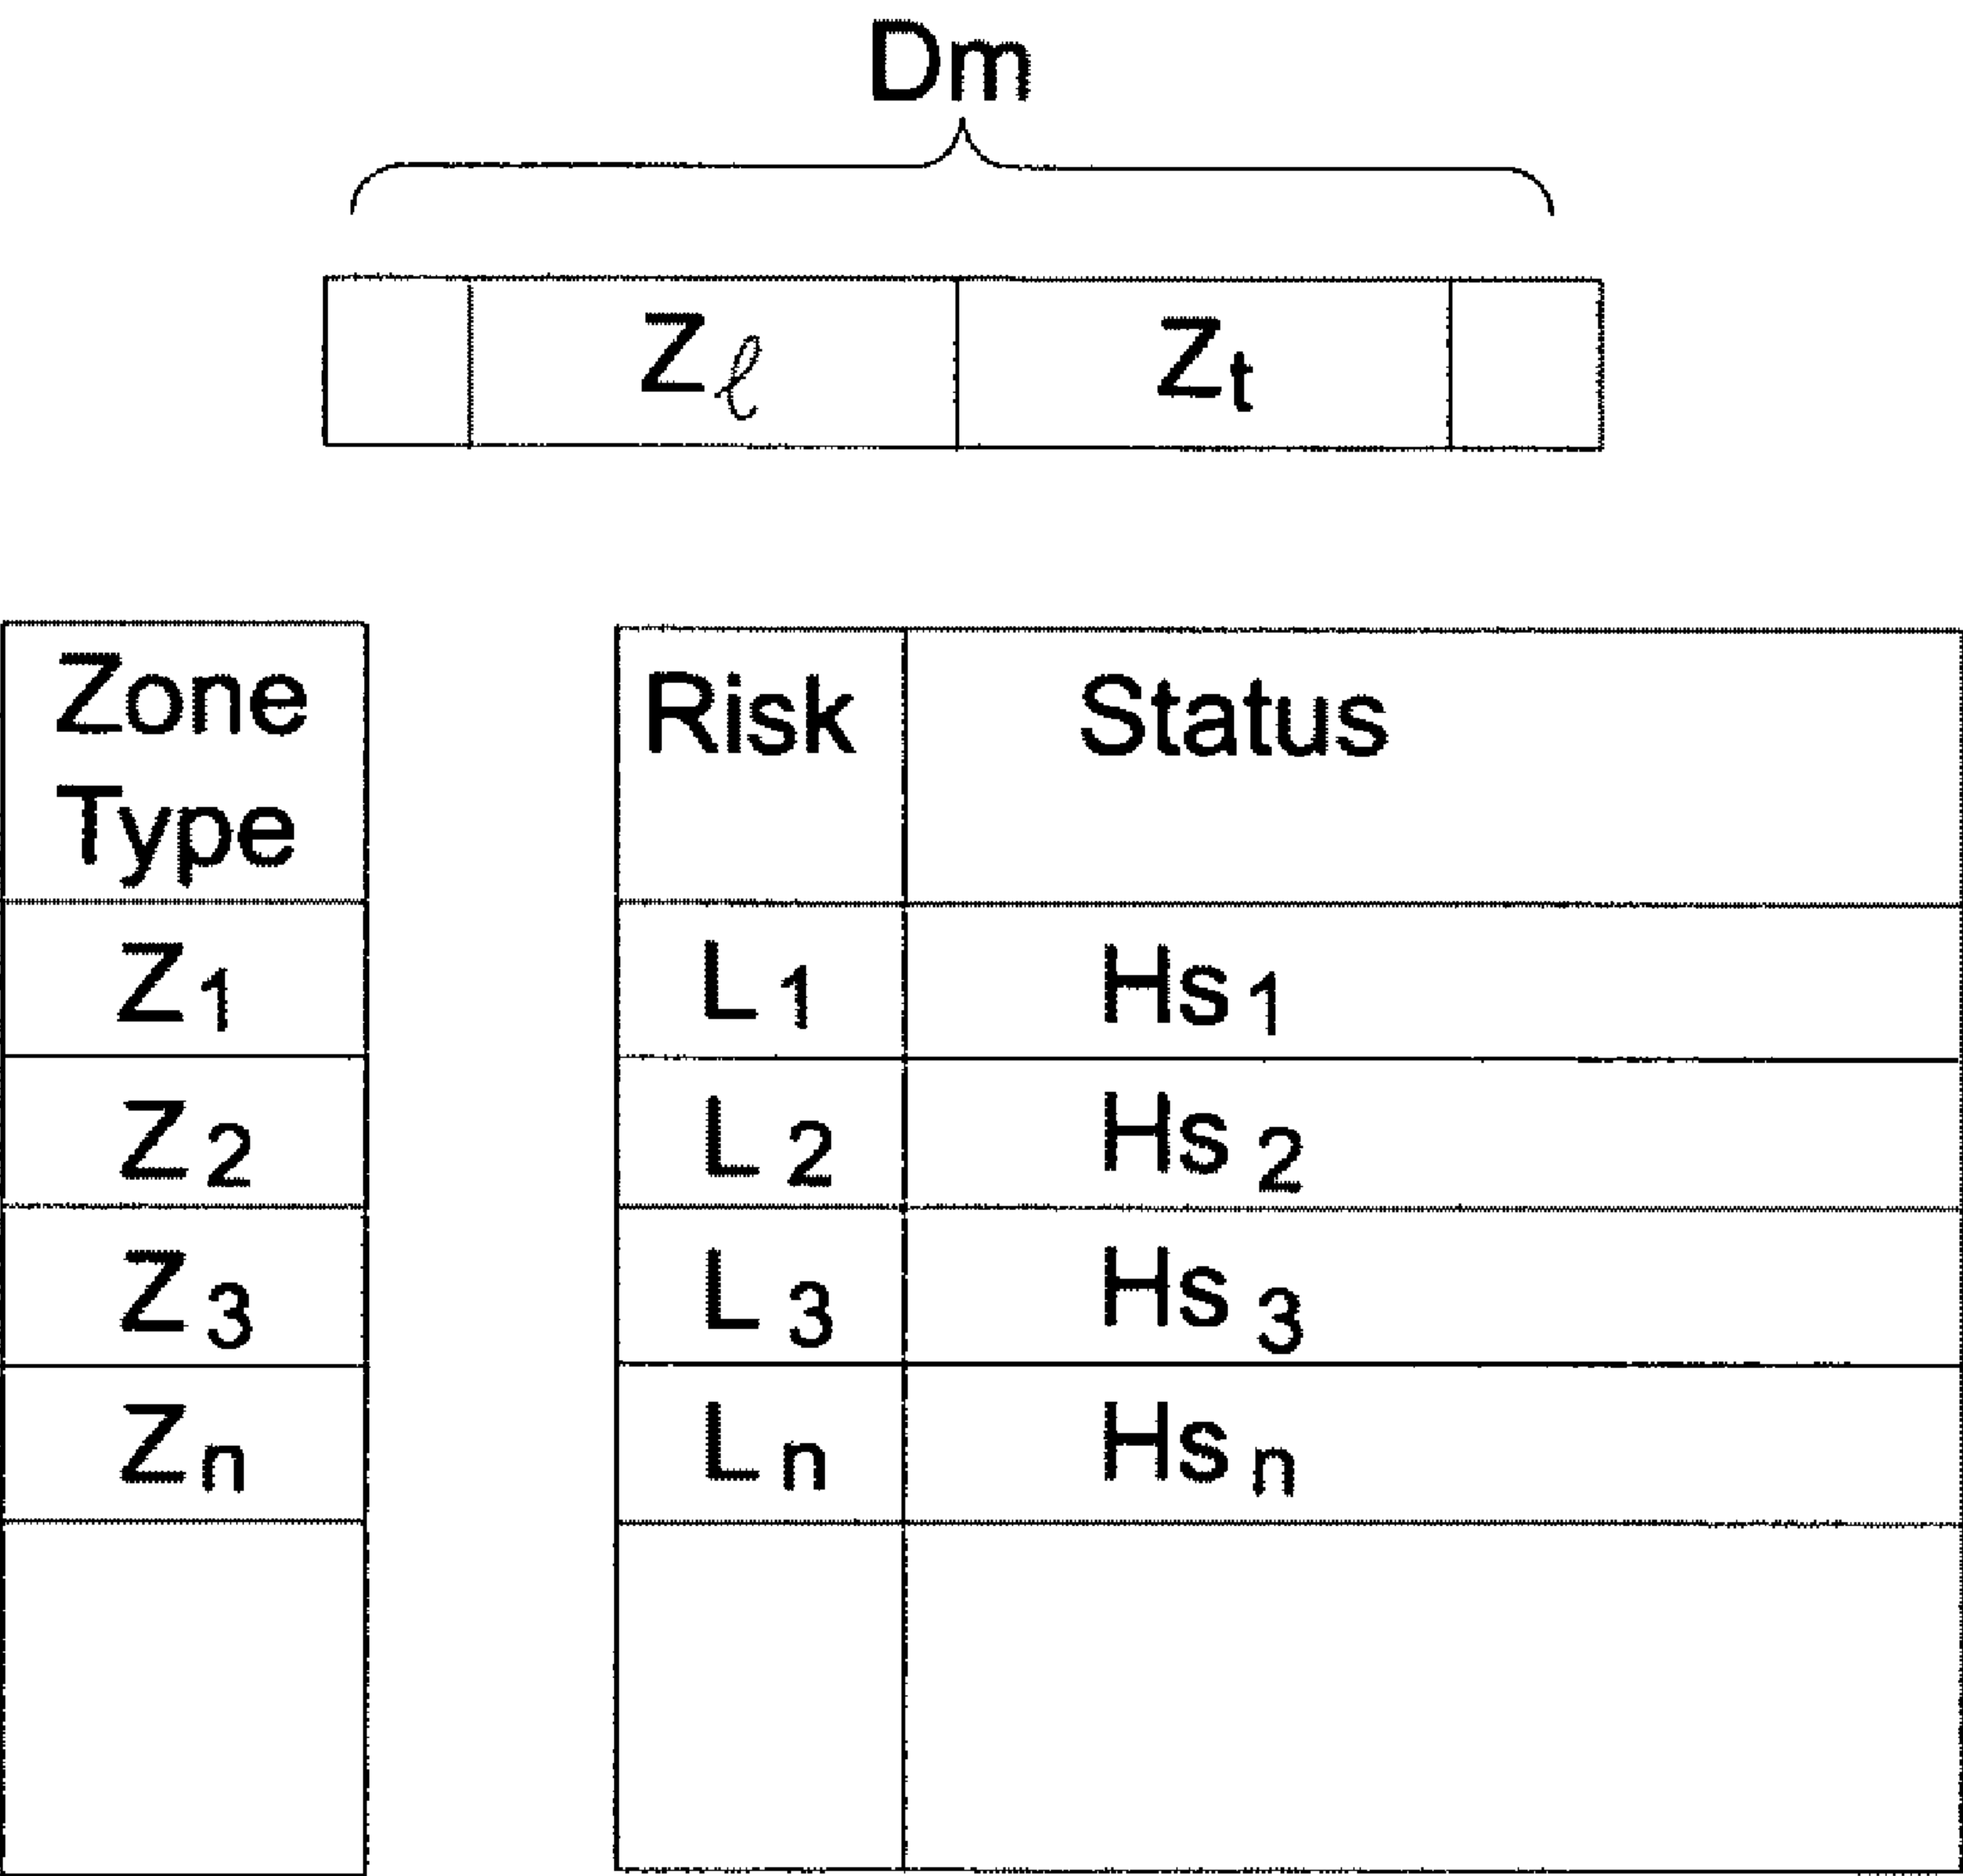 Dm
Zℓ Zt
Zone Type Risk Status
Z1 L1 Hs1
Z2 L2 Hs2
Z3 L3 Hs3
Zn Ln Hsn